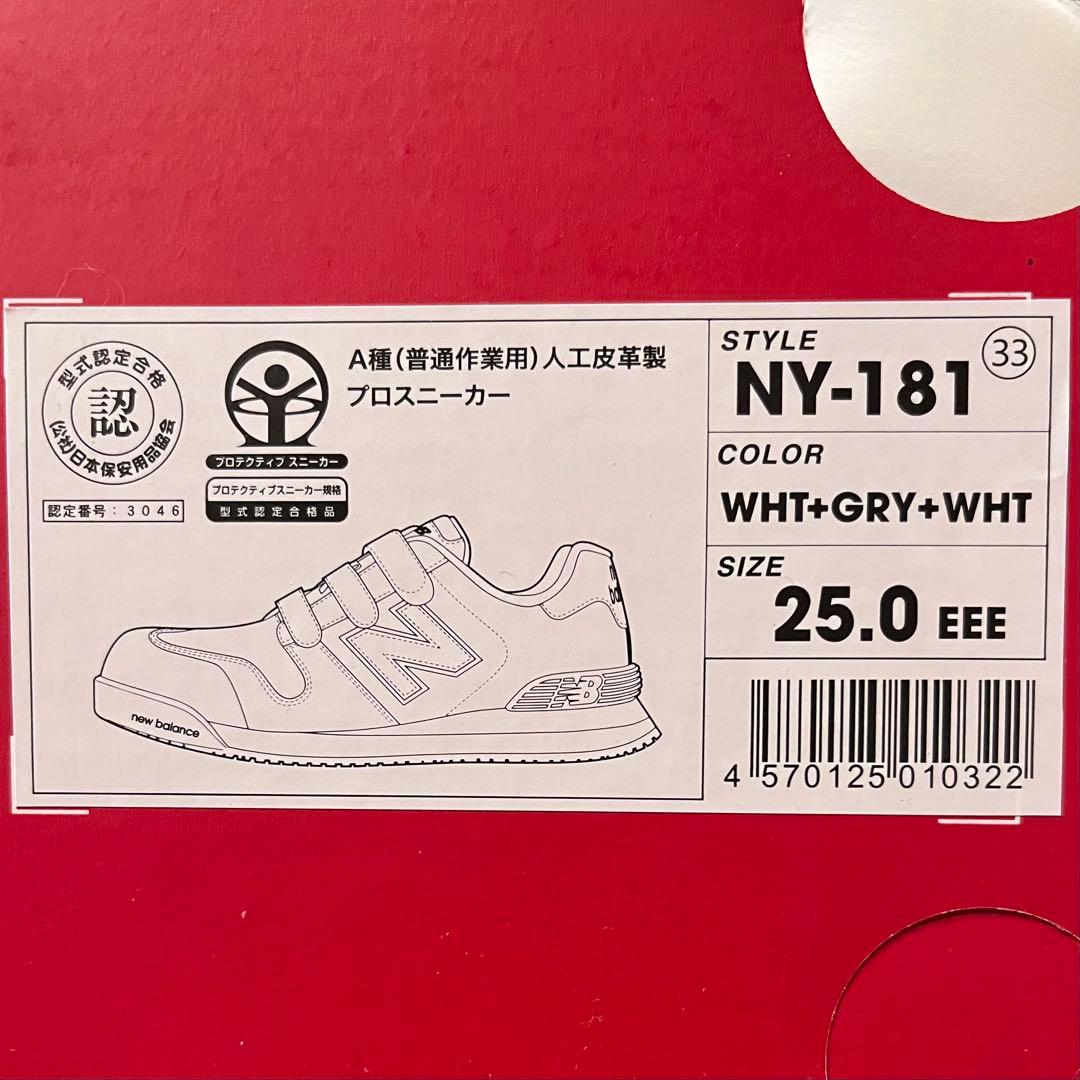 型式認定合格
認
(公社)日本保安用品協会
認定番号：3046
プロテクティブ スニーカー
プロテクティブスニーカー規格
型式認定合格品
A種(普通作業用)人工皮革製
プロスニーカー
N
NB
new balance
STYLE
NY-181
33
COLOR
WHT+GRY+WHT
SIZE
25.0 EEE
4 570125 010322